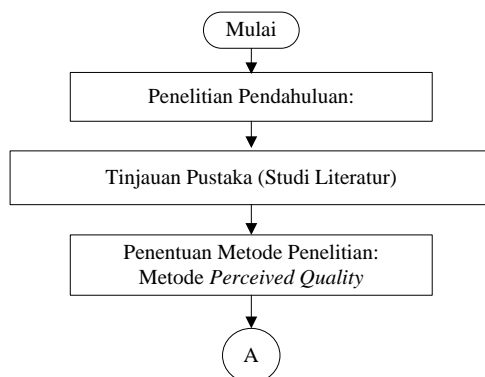 Mulai
Penelitian Pendahuluan:
Tinjauan Pustaka (Studi Literatur)
Penentuan Metode Penelitian:
Metode Perceived Quality
A